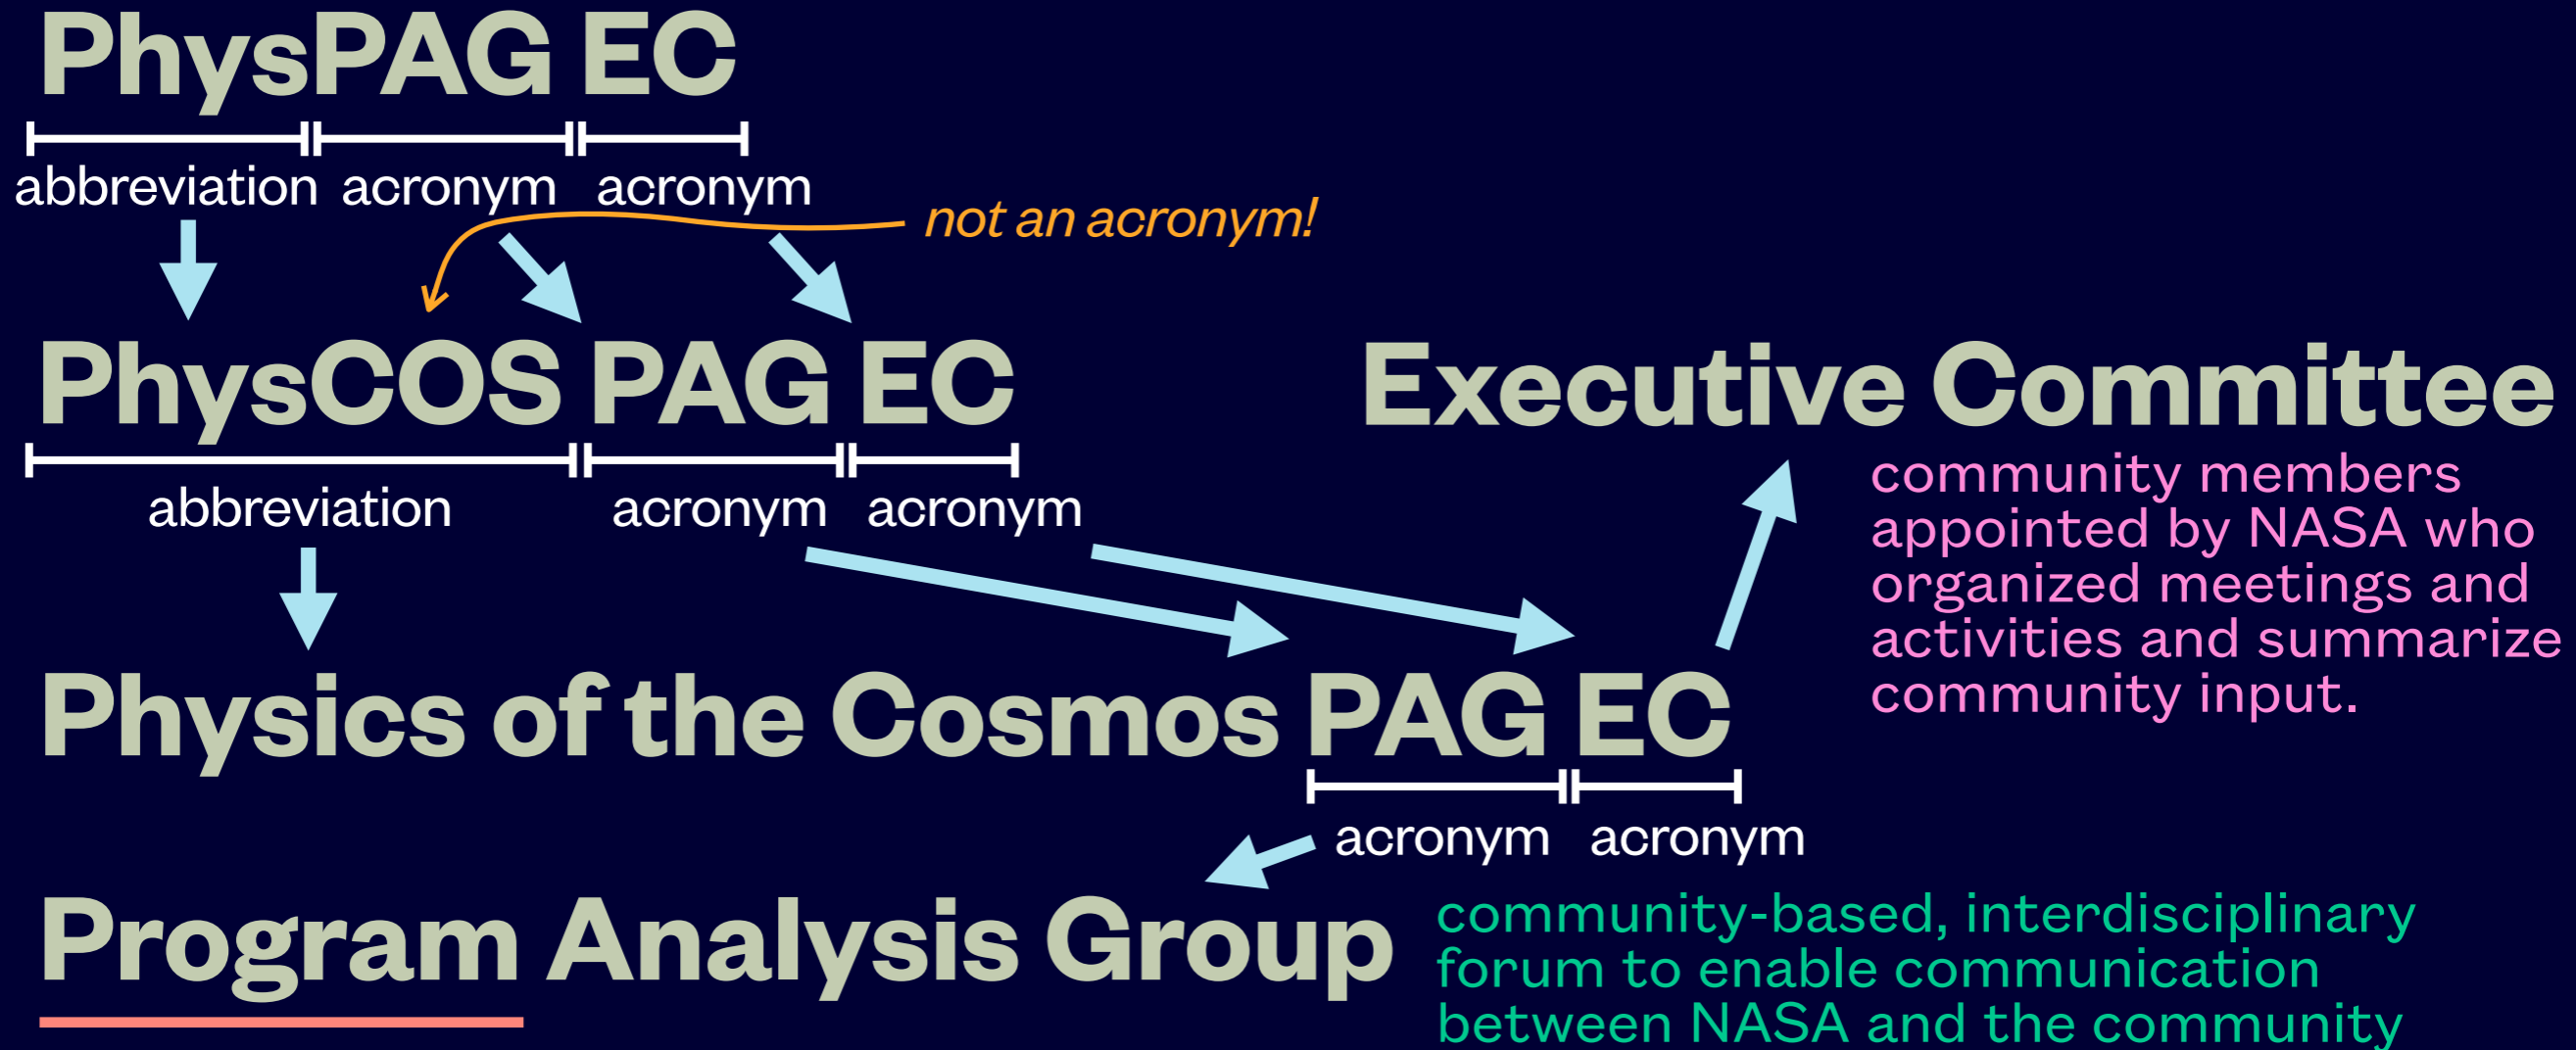 PhysPAG EC
abbreviation acronym acronym
not an acronym!
PhysCOS PAG EC
abbreviation acronym acronym
Executive Committee
community members
appointed by NASA who
organized meetings and
activities and summarize
community input.
Physics of the Cosmos PAG EC
acronym acronym
Program Analysis Group
community-based, interdisciplinary
forum to enable communication
between NASA and the community